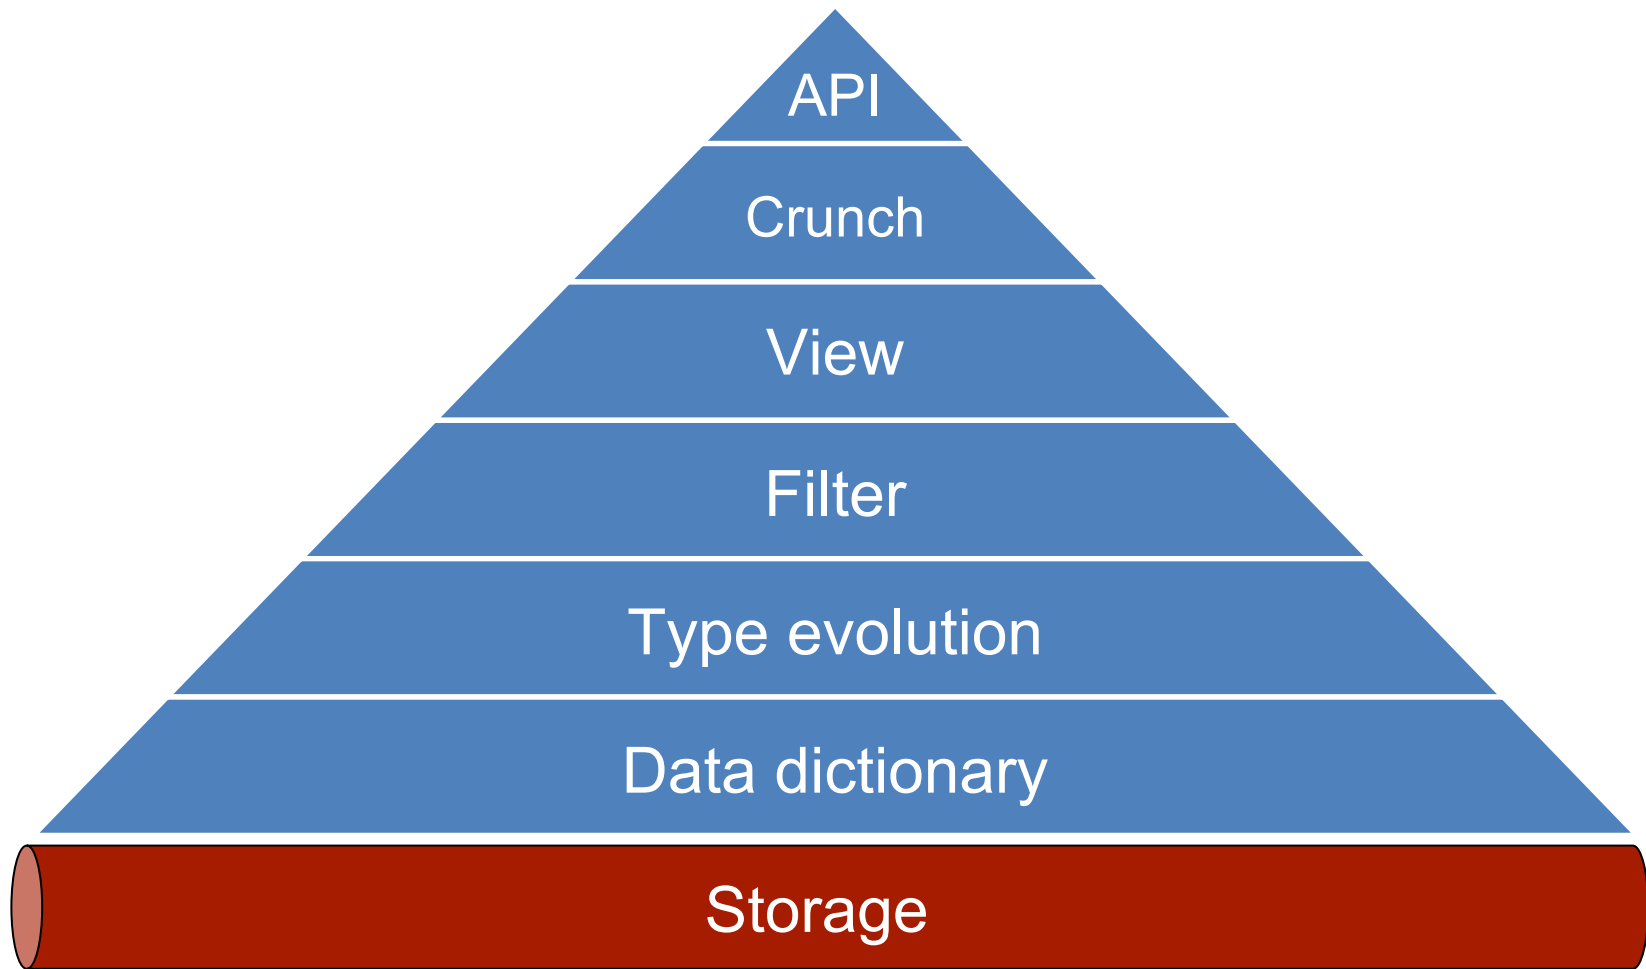 API
Crunch
View
Filter
Type evolution
Data dictionary
Storage